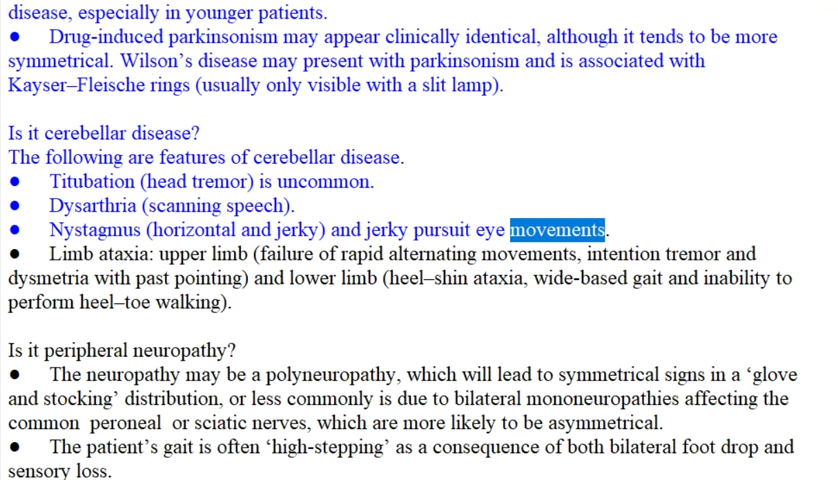 disease, especially in younger patients.
● Drug-induced parkinsonism may appear clinically identical, although it tends to be more
symmetrical. Wilson’s disease may present with parkinsonism and is associated with
Kayser–Fleische rings (usually only visible with a slit lamp).
Is it cerebellar disease?
The following are features of cerebellar disease.
● Titubation (head tremor) is uncommon.
● Dysarthria (scanning speech).
● Nystagmus (horizontal and jerky) and jerky pursuit eye movements.
● Limb ataxia: upper limb (failure of rapid alternating movements, intention tremor and
dysmetria with past pointing) and lower limb (heel–shin ataxia, wide-based gait and inability to
perform heel–toe walking).
Is it peripheral neuropathy?
● The neuropathy may be a polyneuropathy, which will lead to symmetrical signs in a ‘glove
and stocking’ distribution, or less commonly is due to bilateral mononeuropathies affecting the
common peroneal or sciatic nerves, which are more likely to be asymmetrical.
● The patient’s gait is often ‘high-stepping’ as a consequence of both bilateral foot drop and
sensory loss.